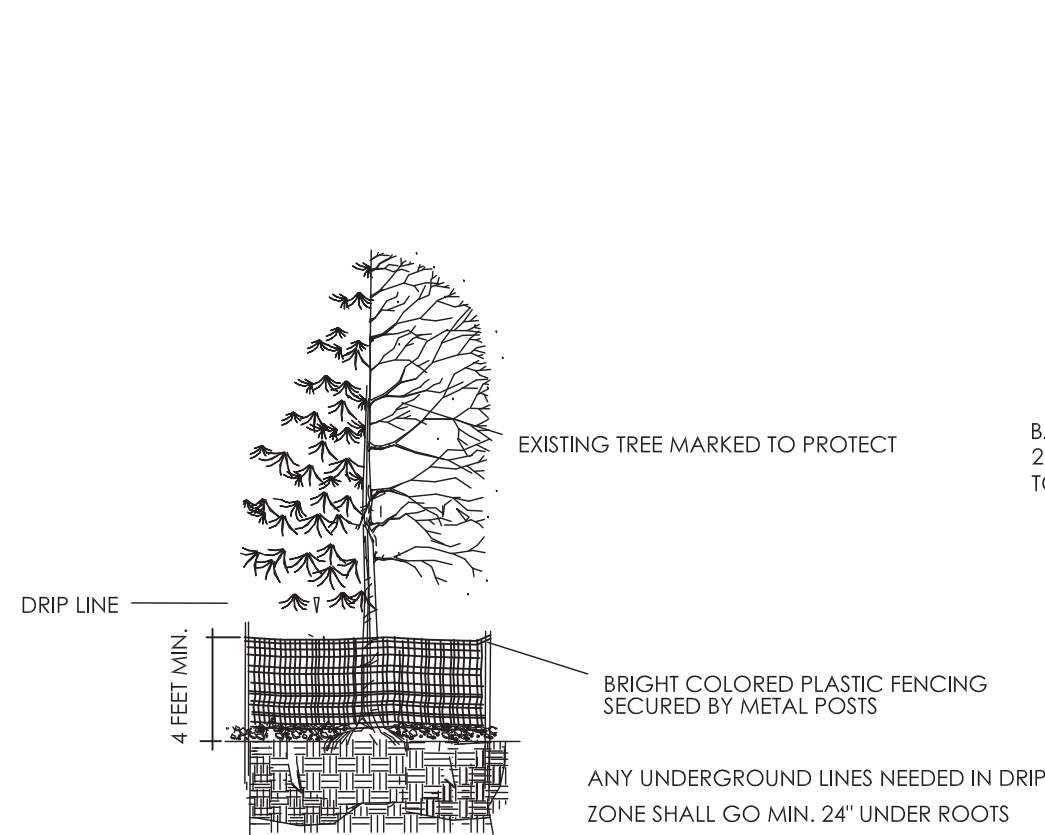 EXISTING TREE MARKED TO PROTECT
DRIP LINE
4 FEET MIN.
BRIGHT COLORED PLASTIC FENCING
SECURED BY METAL POSTS
ANY UNDERGROUND LINES NEEDED IN DRIP
ZONE SHALL GO MIN. 24" UNDER ROOTS